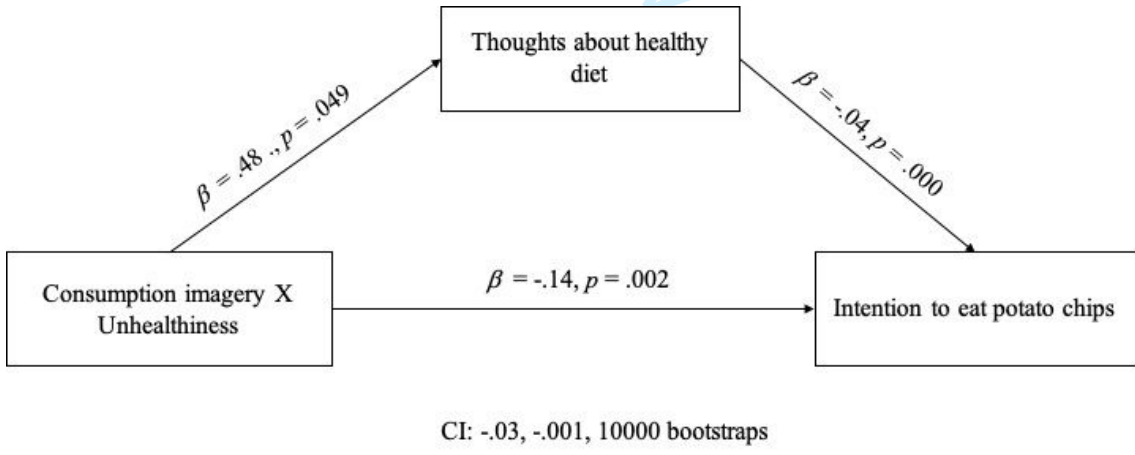 Thoughts about healthy
diet
β = .48 ., p = .049
β = -.04, p = .000
Consumption imagery X
Unhealthiness
β = -.14, p = .002
Intention to eat potato chips
CI: -.03, -.001, 10000 bootstraps